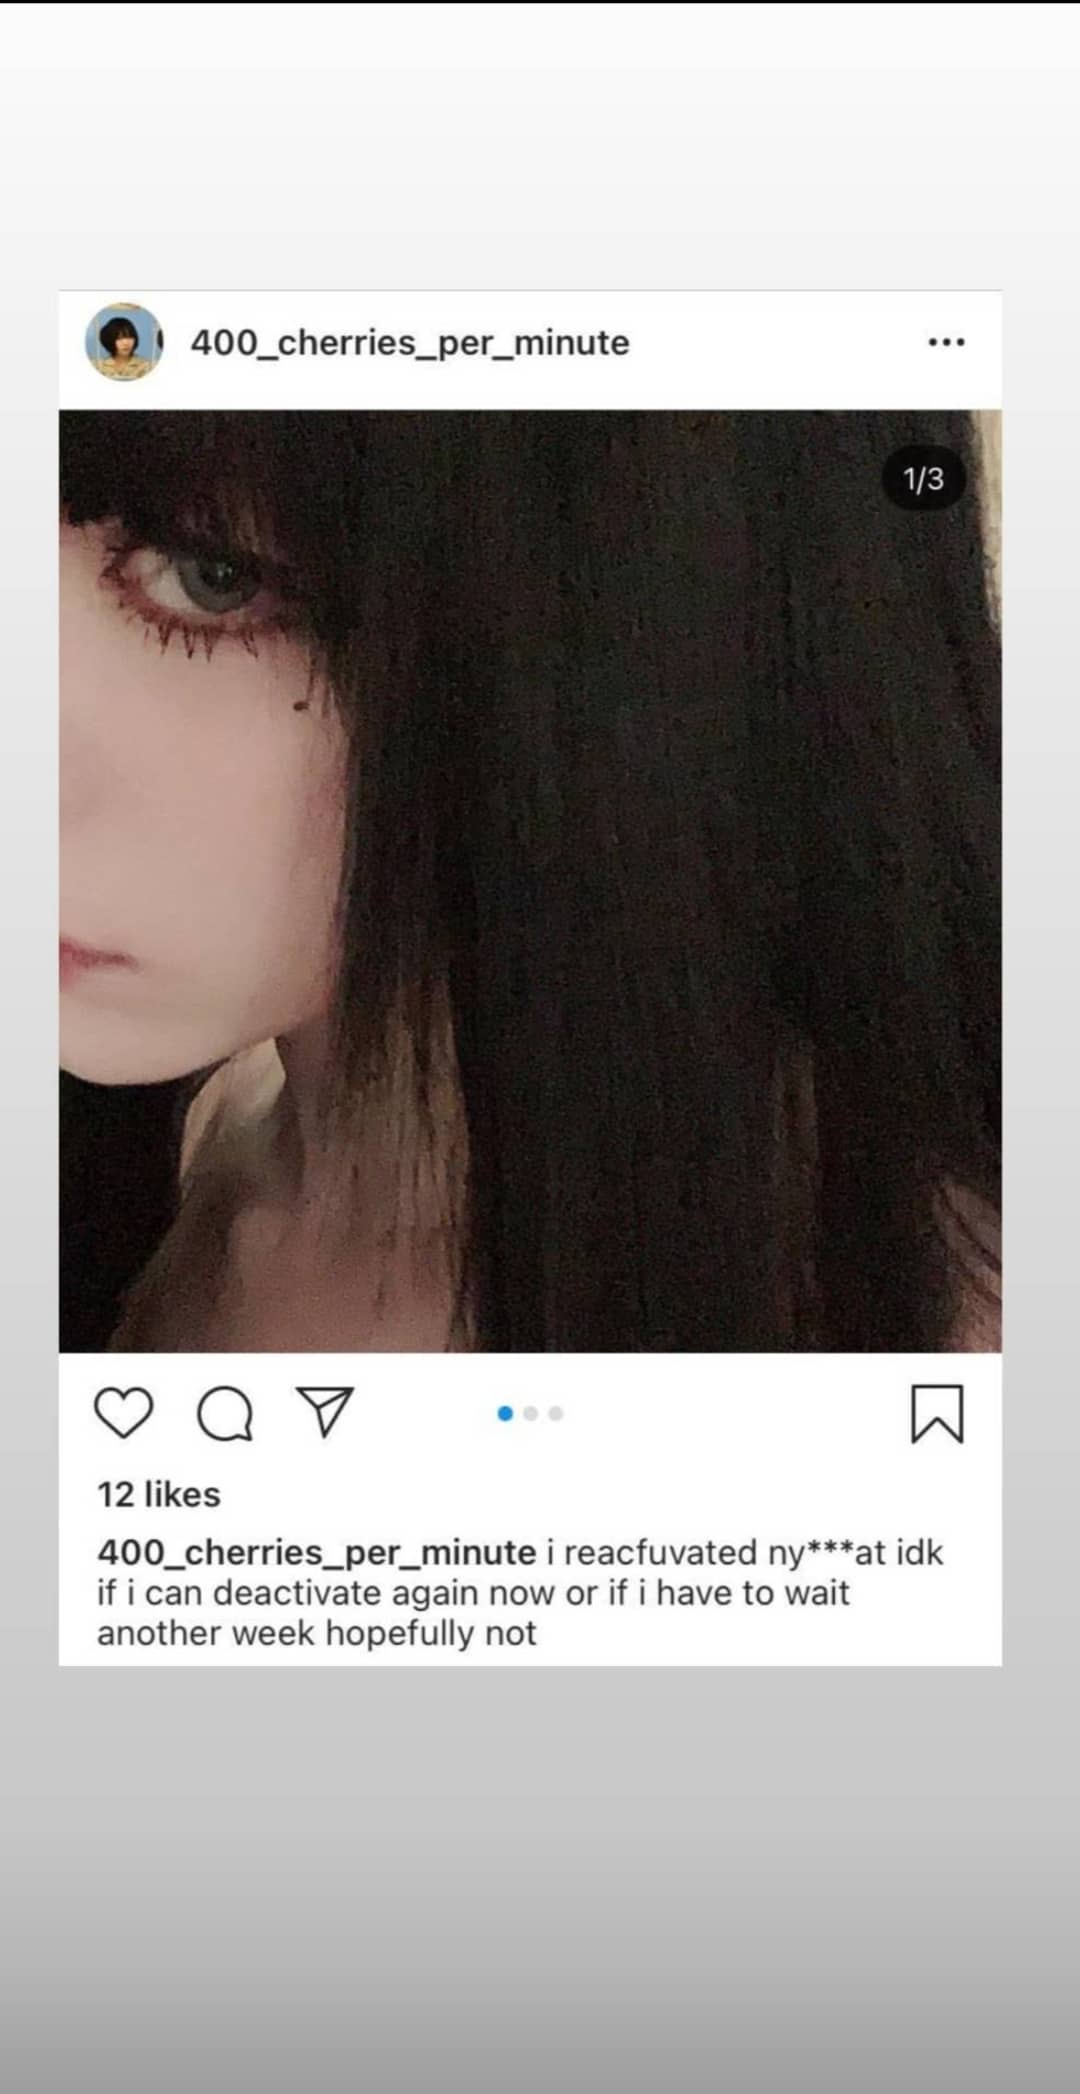 400_cherries_per_minute
1/3
12 likes
400_cherries_per_minute i reacfuvated ny***at idk
if i can deactivate again now or if i have to wait
another week hopefully not